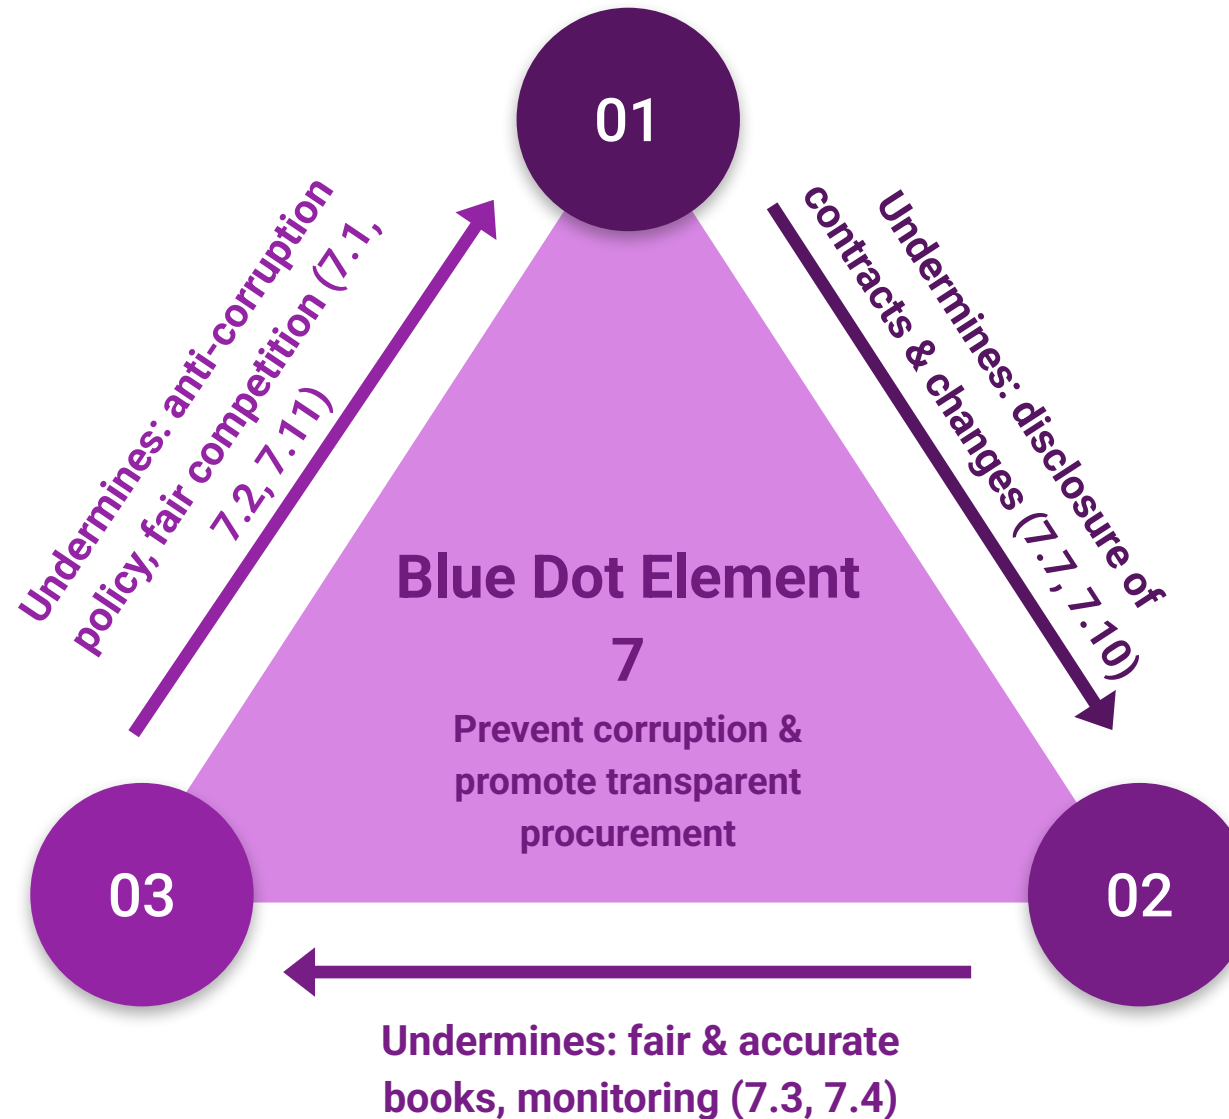 01
Undermines: anti-corruption
policy, fair competition (7.1,
7.2, 7.11)
Undermines: disclosure of
contracts & changes (7.7, 7.10)
Blue Dot Element
7
Prevent corruption &
promote transparent
procurement
03
02
Undermines: fair & accurate
books, monitoring (7.3, 7.4)